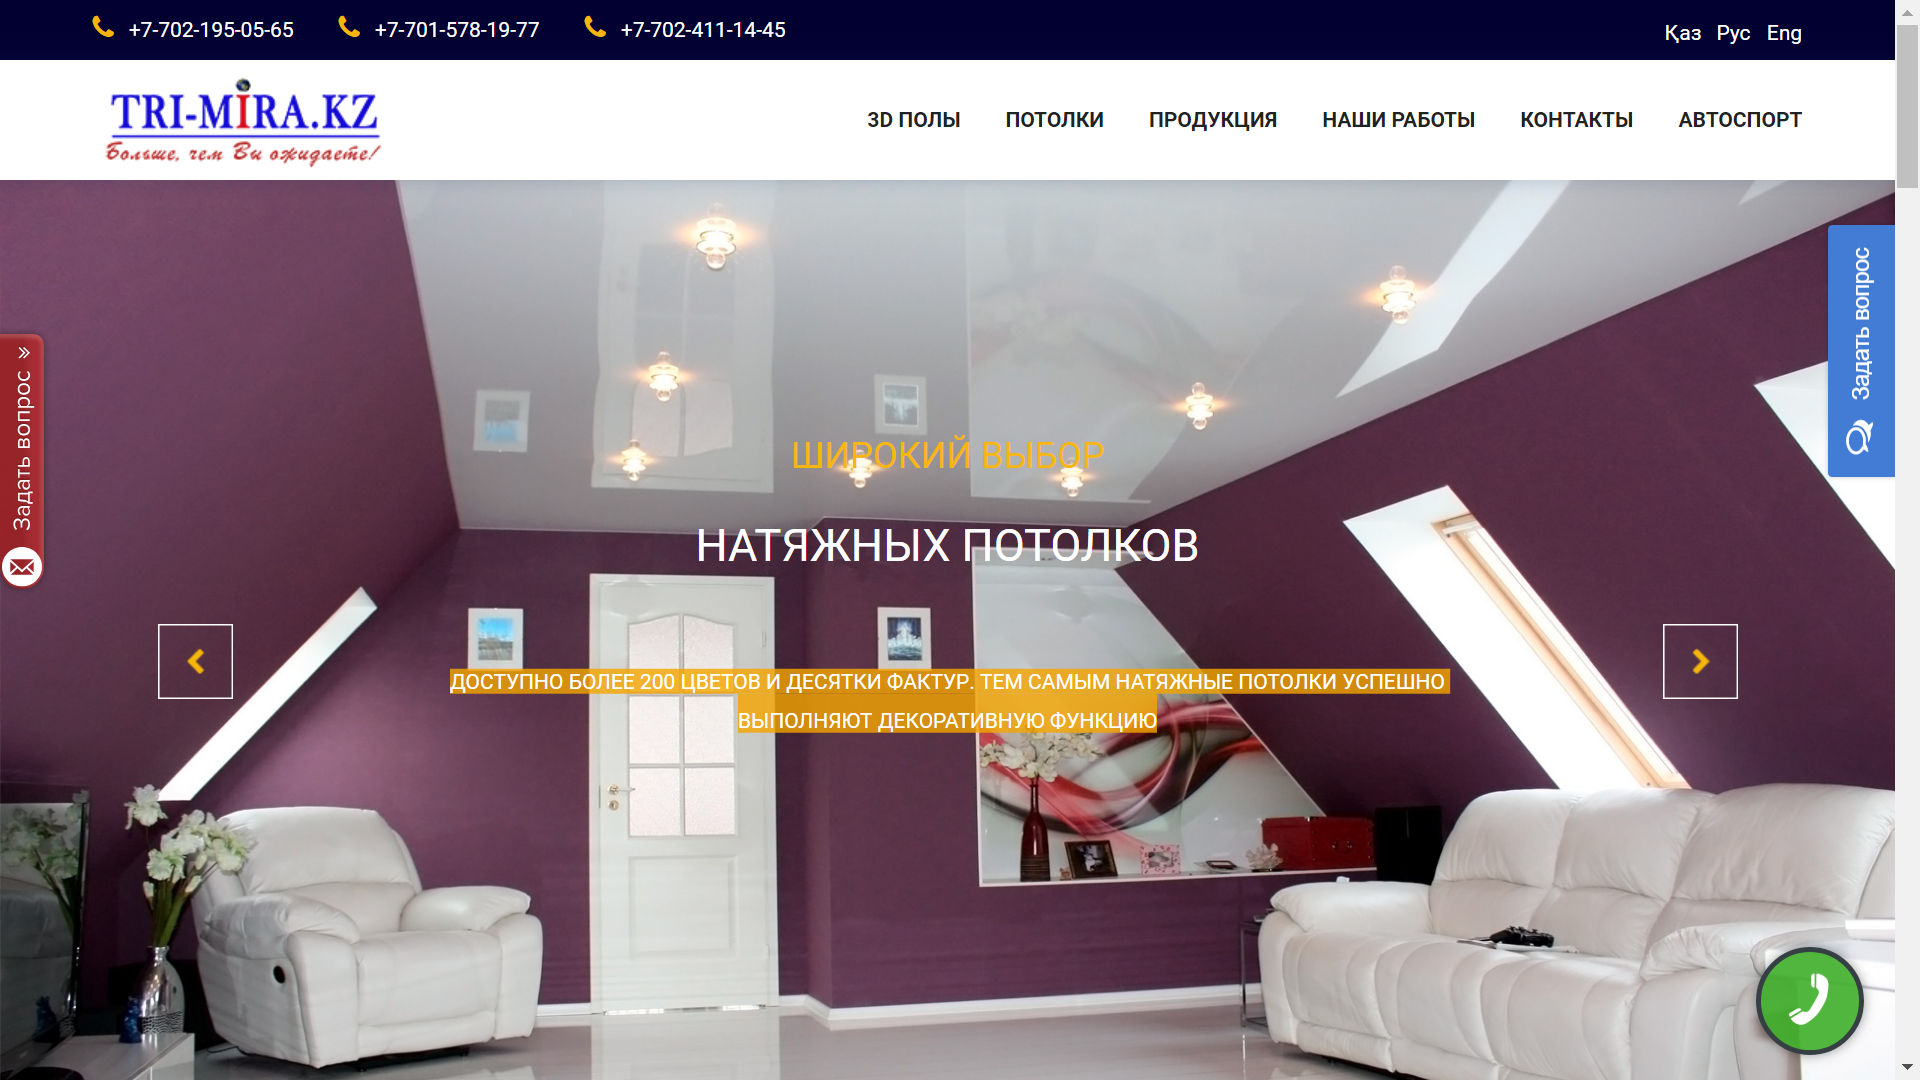 +7-702-195-05-65 +7-701-578-19-77 +7-702-411-14-45
Қаз Рус Eng
TRI-MIRA.KZ
Больше, чем Вы ожидаете!
3D ПОЛЫ ПОТОЛКИ ПРОДУКЦИЯ НАШИ РАБОТЫ КОНТАКТЫ АВТОСПОРТ
Задать вопрос
Задать вопрос
ШИРОКИЙ ВЫБОР
НАТЯЖНЫХ ПОТОЛКОВ
ДОСТУПНО БОЛЕЕ 200 ЦВЕТОВ И ДЕСЯТКИ ФАКТУР. ТЕМ САМЫМ НАТЯЖНЫЕ ПОТОЛКИ УСПЕШНО
ВЫПОЛНЯЮТ ДЕКОРАТИВНУЮ ФУНКЦИЮ